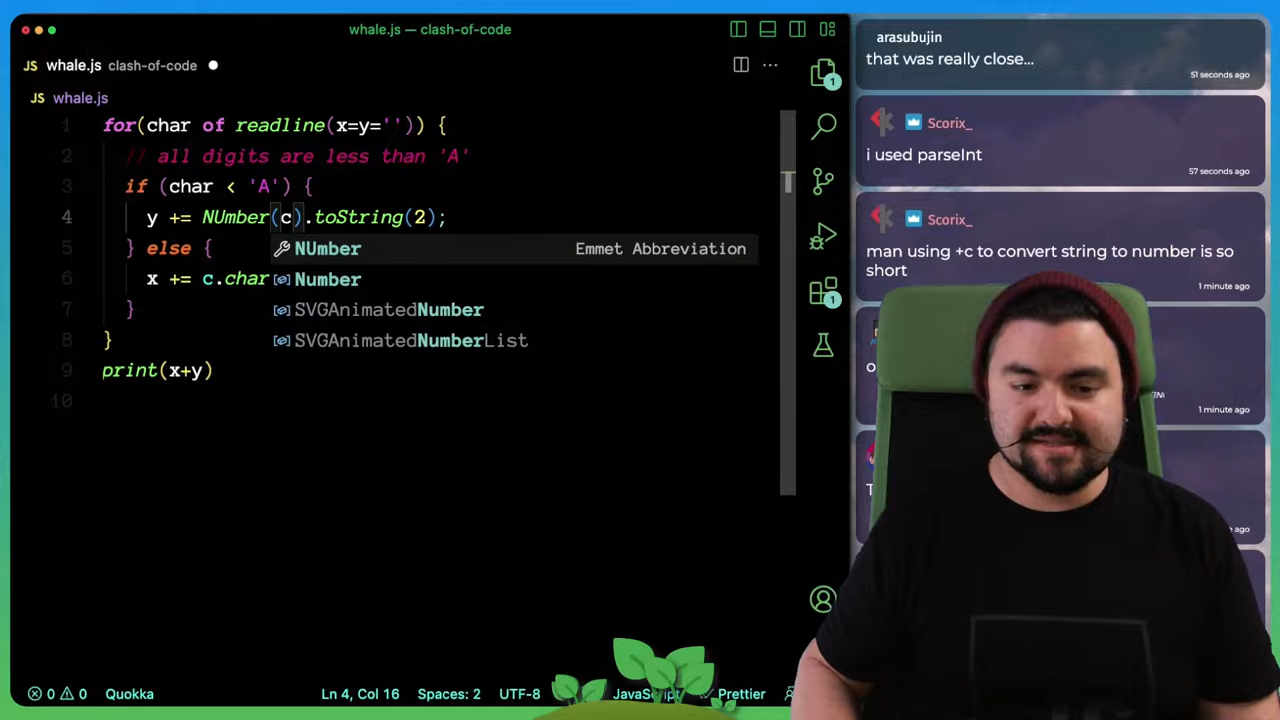 whale.js — clash-of-code
JS whale.js clash-of-code
JS whale.js
1 for(char of readline(x=y='')) {
2 // all digits are less than 'A'
3 if (char < 'A') {
4 y += NUmber(c).toString(2);
5 } else {
6 x += c.char
7 }
8 }
9 print(x+y)
10
NUmber Emmet Abbreviation
Number
SVGAnimatedNumber
SVGAnimatedNumberList
1
1
0 0 Quokka Ln 4, Col 16 Spaces: 2 UTF-8 JavaScript Prettier
arasubujin
that was really close...
51 seconds ago
Scorix_
i used parseInt
57 seconds ago
Scorix_
man using +c to convert string to number is so
short
1 minute ago
1 minute ago
ago